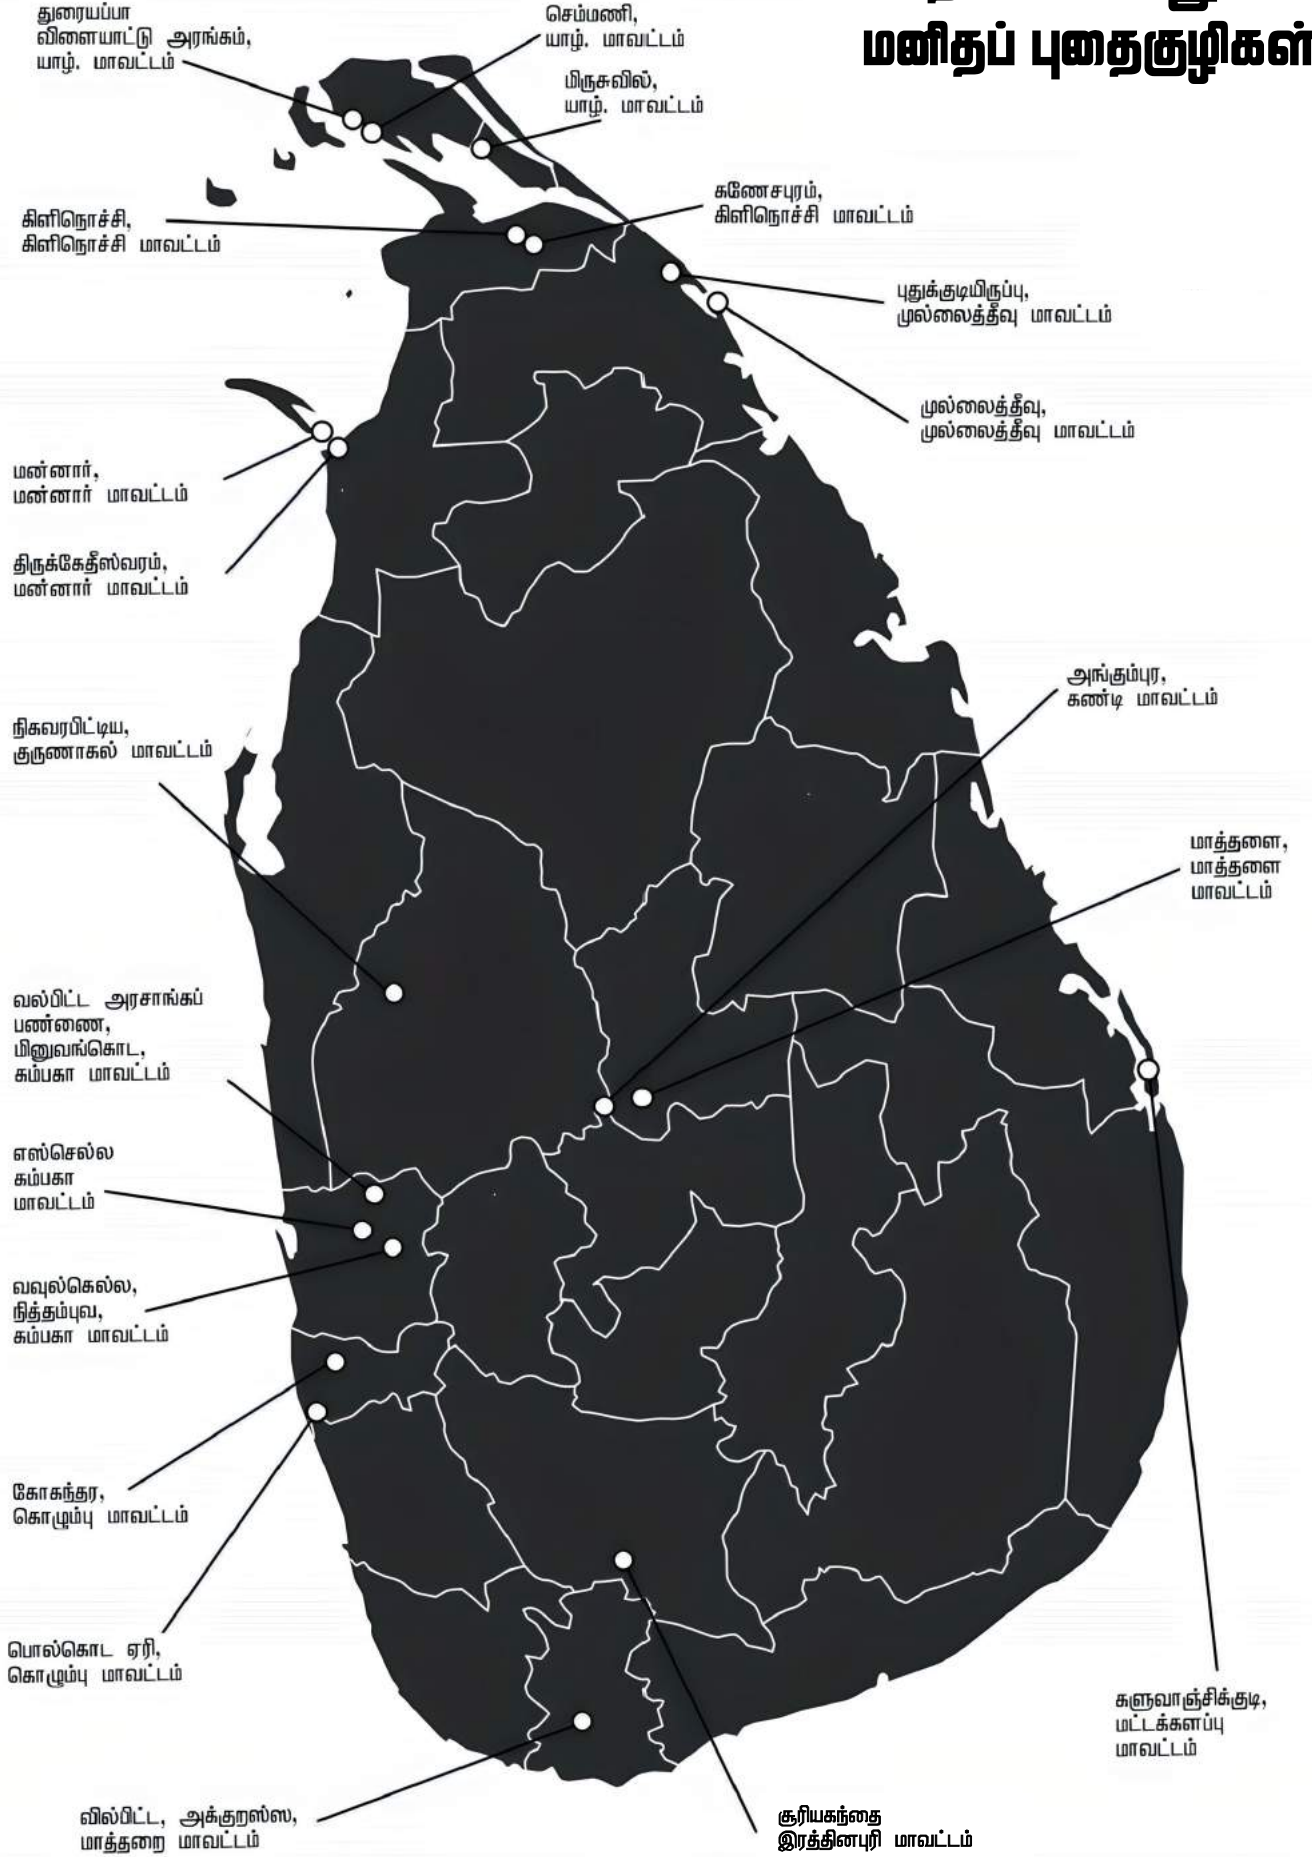 மனிதப் புதைகுழிகள்
துரையப்பா
விளையாட்டு அரங்கம்,
யாழ். மாவட்டம்
செம்மணி,
யாழ். மாவட்டம்
மிருசுவில்,
யாழ். மாவட்டம்
கிளிநொச்சி,
கிளிநொச்சி மாவட்டம்
கணேசபுரம்,
கிளிநொச்சி மாவட்டம்
புதுக்குடியிருப்பு,
முல்லைத்தீவு மாவட்டம்
முல்லைத்தீவு,
முல்லைத்தீவு மாவட்டம்
மன்னார்,
மன்னார் மாவட்டம்
திருக்கேதீஸ்வரம்,
மன்னார் மாவட்டம்
அங்கும்புர,
கண்டி மாவட்டம்
நிகவரபிட்டிய,
குருணாகல் மாவட்டம்
மாத்தளை,
மாத்தளை
மாவட்டம்
வல்பிட்ட அரசாங்கப்
பண்ணை,
மினுவங்கொட,
கம்பகா மாவட்டம்
எஸ்செல்ல
கம்பகா
மாவட்டம்
வவுல்கெல்ல,
நித்தம்புவ,
கம்பகா மாவட்டம்
கோகந்தர,
கொழும்பு மாவட்டம்
பொல்கொட ஏரி,
கொழும்பு மாவட்டம்
களுவாஞ்சிக்குடி,
மட்டக்களப்பு
மாவட்டம்
வில்பிட்ட, அக்குறஸ்ஸ,
மாத்தறை மாவட்டம்
சூரியகந்தை
இரத்தினபுரி மாவட்டம்